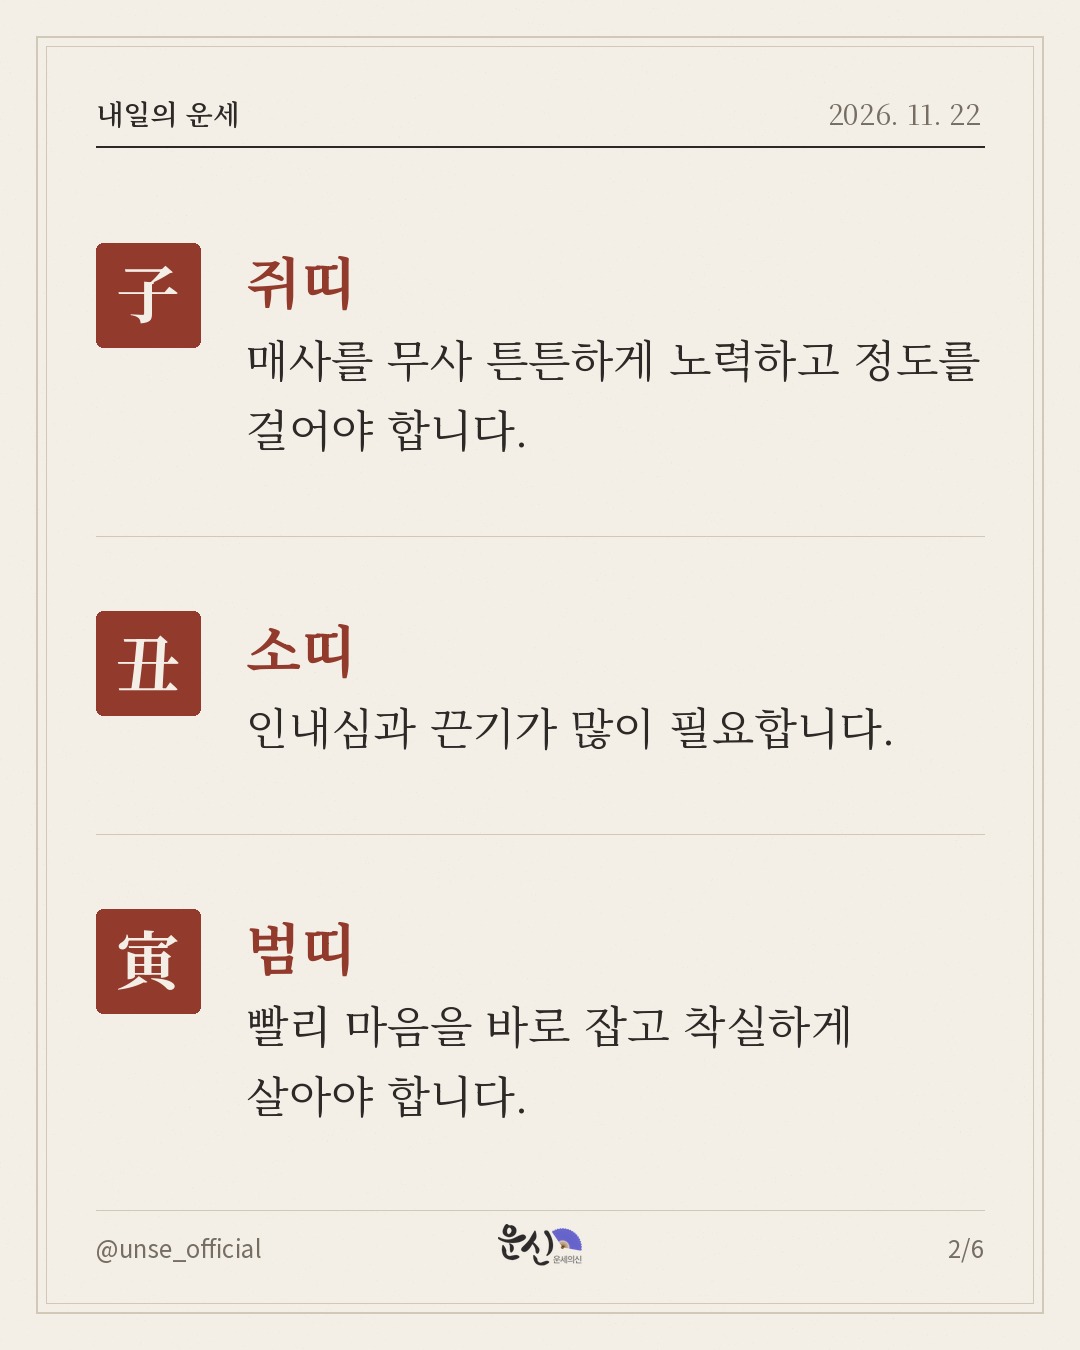 내일의 운세
2026. 11. 22
子
쥐띠
매사를 무사 튼튼하게 노력하고 정도를
걸어야 합니다.
丑
소띠
인내심과 끈기가 많이 필요합니다.
寅
범띠
빨리 마음을 바로 잡고 착실하게
살아야 합니다.
@unse_official
운신
운세의신
2/6